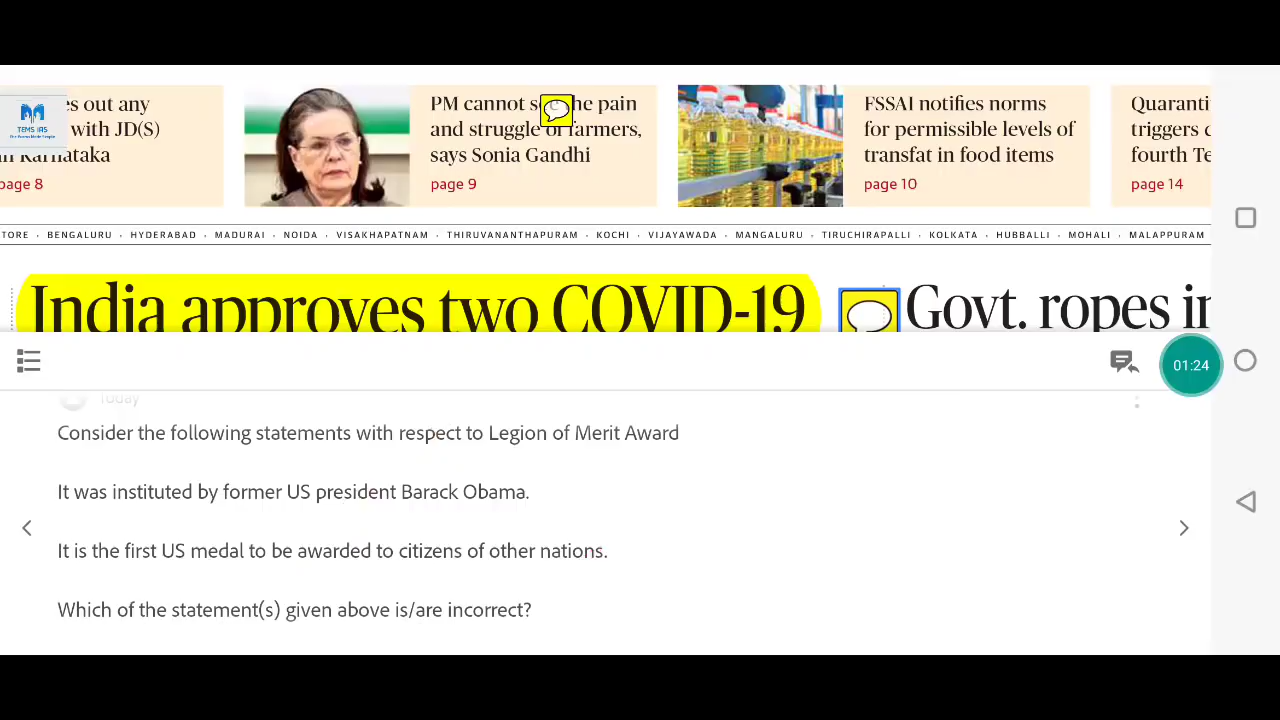 es out any
with JD(S)
in Karnataka
page 8
TEMS IAS
PM cannot s he pain
and struggle of farmers,
says Sonia Gandhi
page 9
FSSAI notifies norms
for permissible levels of
transfat in food items
page 10
Quaranti
triggers
fourth Te
page 14
TORE · BENGALURU · HYDERABAD · MADURAI · NOIDA · VISAKHAPATNAM · THIRUVANANTHAPURAM · KOCHI · VIJAYAWADA · MANGALURU · TIRUCHIRAPALLI · KOLKATA · HUBBALLI · MOHALI · MALAPPURAM
India approves two COVID-19
Govt. ropes in
01:24
Today
Consider the following statements with respect to Legion of Merit Award
It was instituted by former US president Barack Obama.
It is the first US medal to be awarded to citizens of other nations.
Which of the statement(s) given above is/are incorrect?